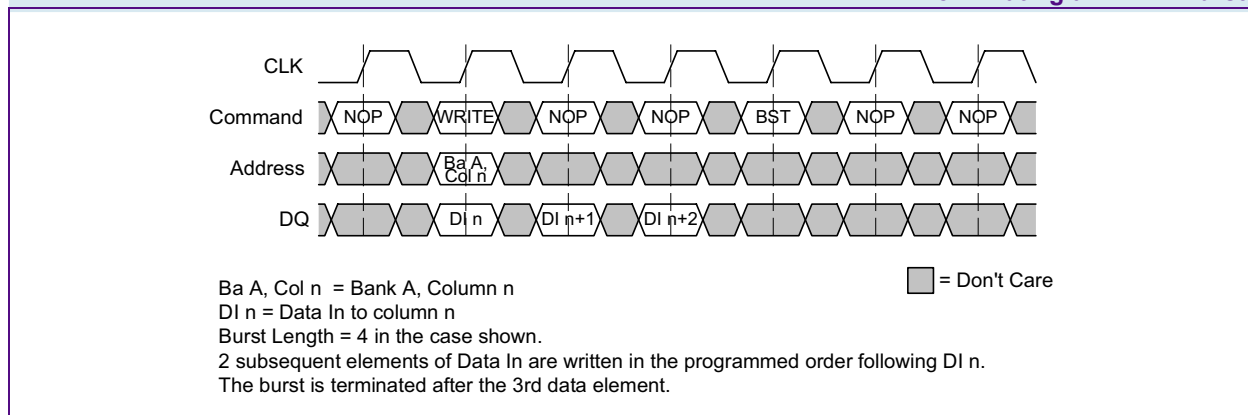 CLK
Command NOP WRITE NOP NOP BST NOP NOP
Address Ba A,
Col n
DQ DI n DI n+1 DI n+2
= Don't Care
Ba A, Col n = Bank A, Column n
DI n = Data In to column n
Burst Length = 4 in the case shown.
2 subsequent elements of Data In are written in the programmed order following DI n.
The burst is terminated after the 3rd data element.